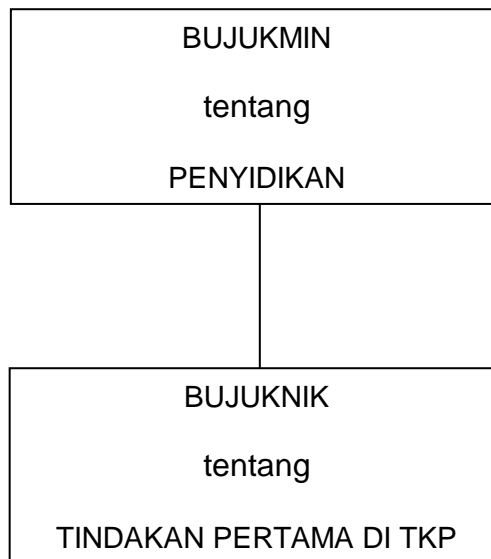 BUJUKMIN
tentang
PENYIDIKAN
BUJUKNIK
tentang
TINDAKAN PERTAMA DI TKP